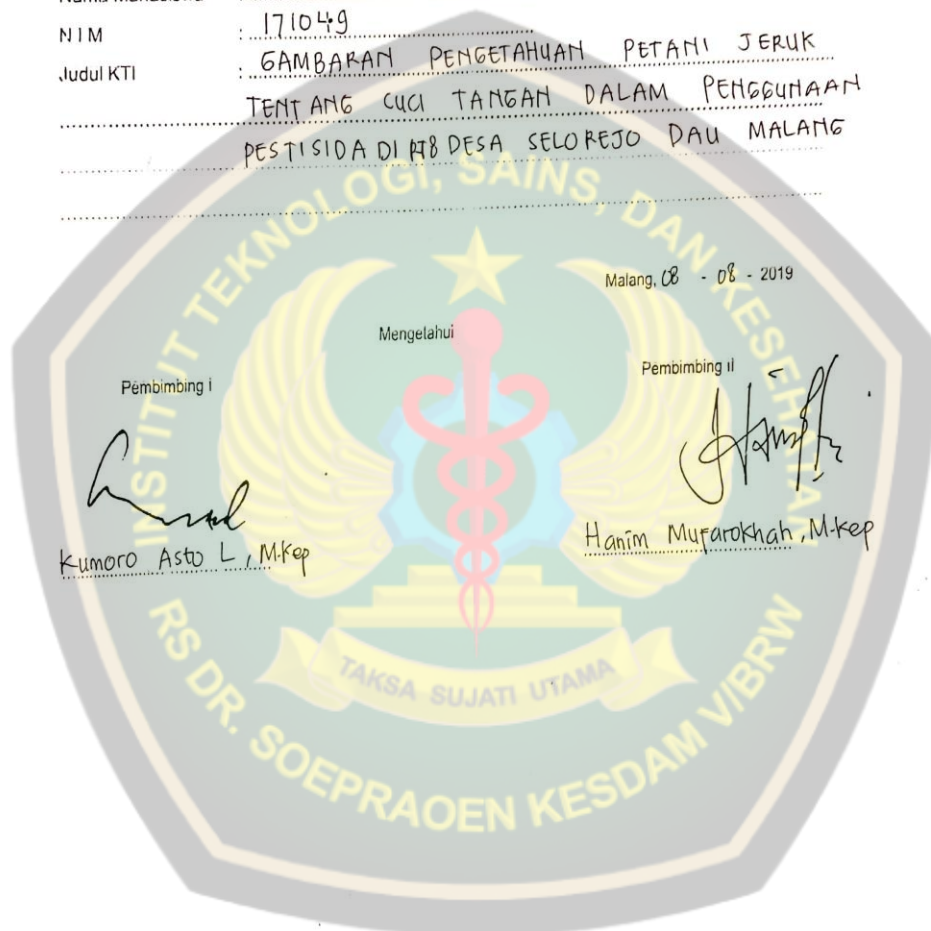 NIM : 171049
Judul KTI : GAMBARAN PENGETAHUAN PETANI JERUK
TENTANG CUCI TANGAN DALAM PENGGUNAAN
PESTISIDA DI RT8 DESA SELOREJO DAU MALANG
Malang, 08 - 08 - 2019
Mengetahui
Pembimbing I
Pembimbing II
Kumoro Asto L, M.Kep
Hanim Mufarokhah, M.Kep
INSTITUT TEKNOLOGI, SAINS, DAN KESEHATAN
RS DR. SOEPRAOEN KESDAM V/BRW
TAKSA SUJATI UTAMA